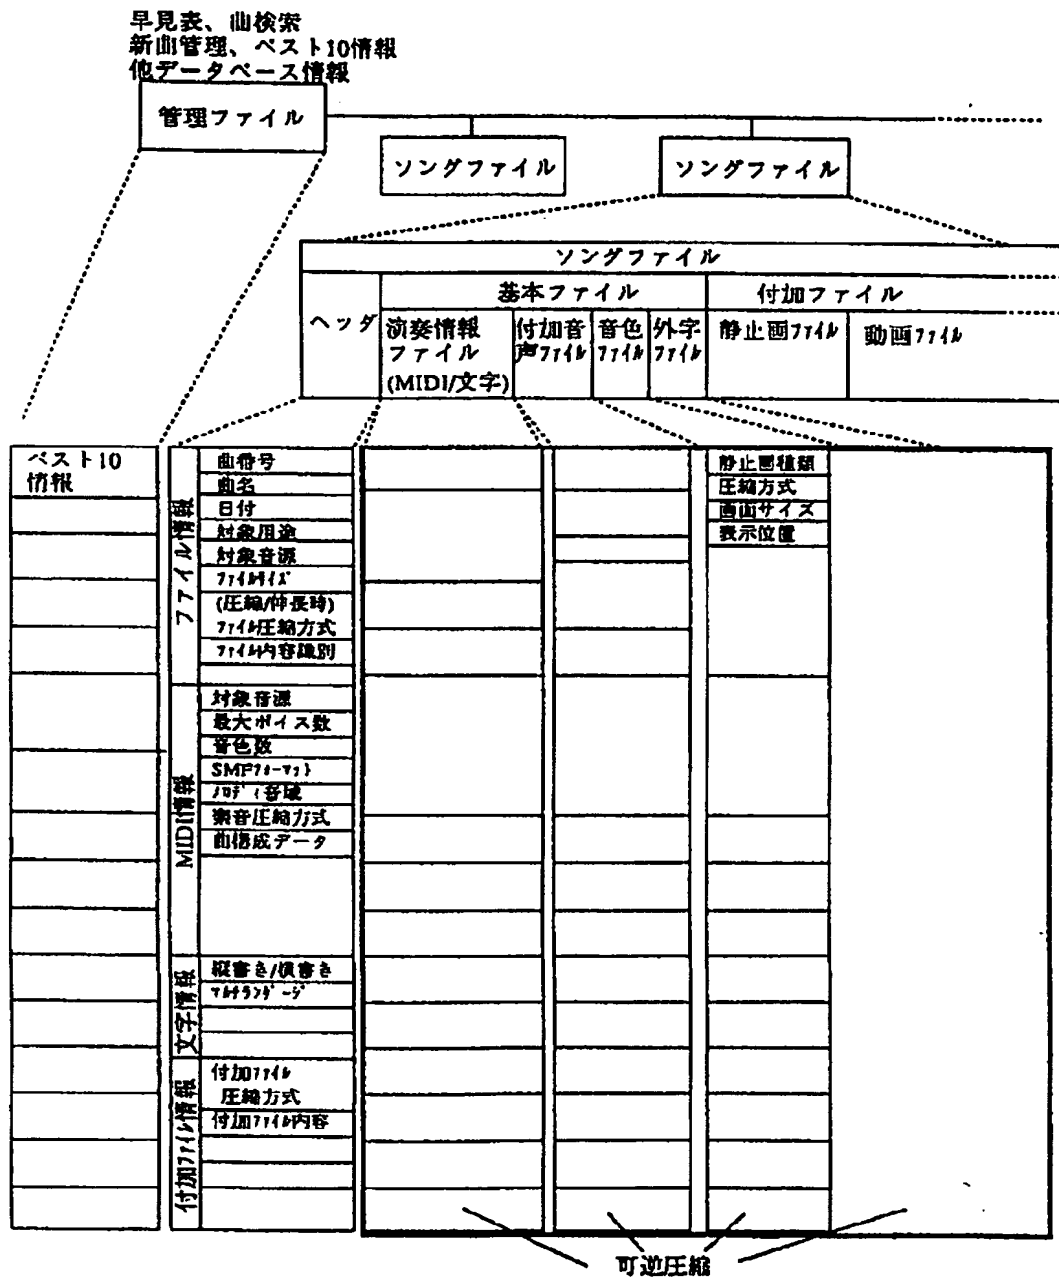 早見表、曲検索
新曲管理、ベスト10情報
他データベース情報
管理ファイル
ソングファイル
ソングファイル
ソングファイル
ヘッダ
基本ファイル
付加ファイル
演奏情報
ファイル
(MIDI/文字)
付加音
声ファイル
音色
ファイル
外字
ファイル
静止画ファイル
動画ファイル
ベスト10
情報
ファイル情報
曲番号
曲名
日付
対象用途
対象音源
ファイルサイズ
(圧縮/伸長時)
ファイル圧縮方式
ファイル内容識別
MIDI情報
対象音源
最大ボイス数
音色数
SMFフォーマット
メロディ音域
楽音圧縮方式
曲構成データ
文字情報
縦書き/横書き
マルチランゲージ
付加ファイル情報
付加ファイル
圧縮方式
付加ファイル内容
静止画種類
圧縮方式
画面サイズ
表示位置
可逆圧縮